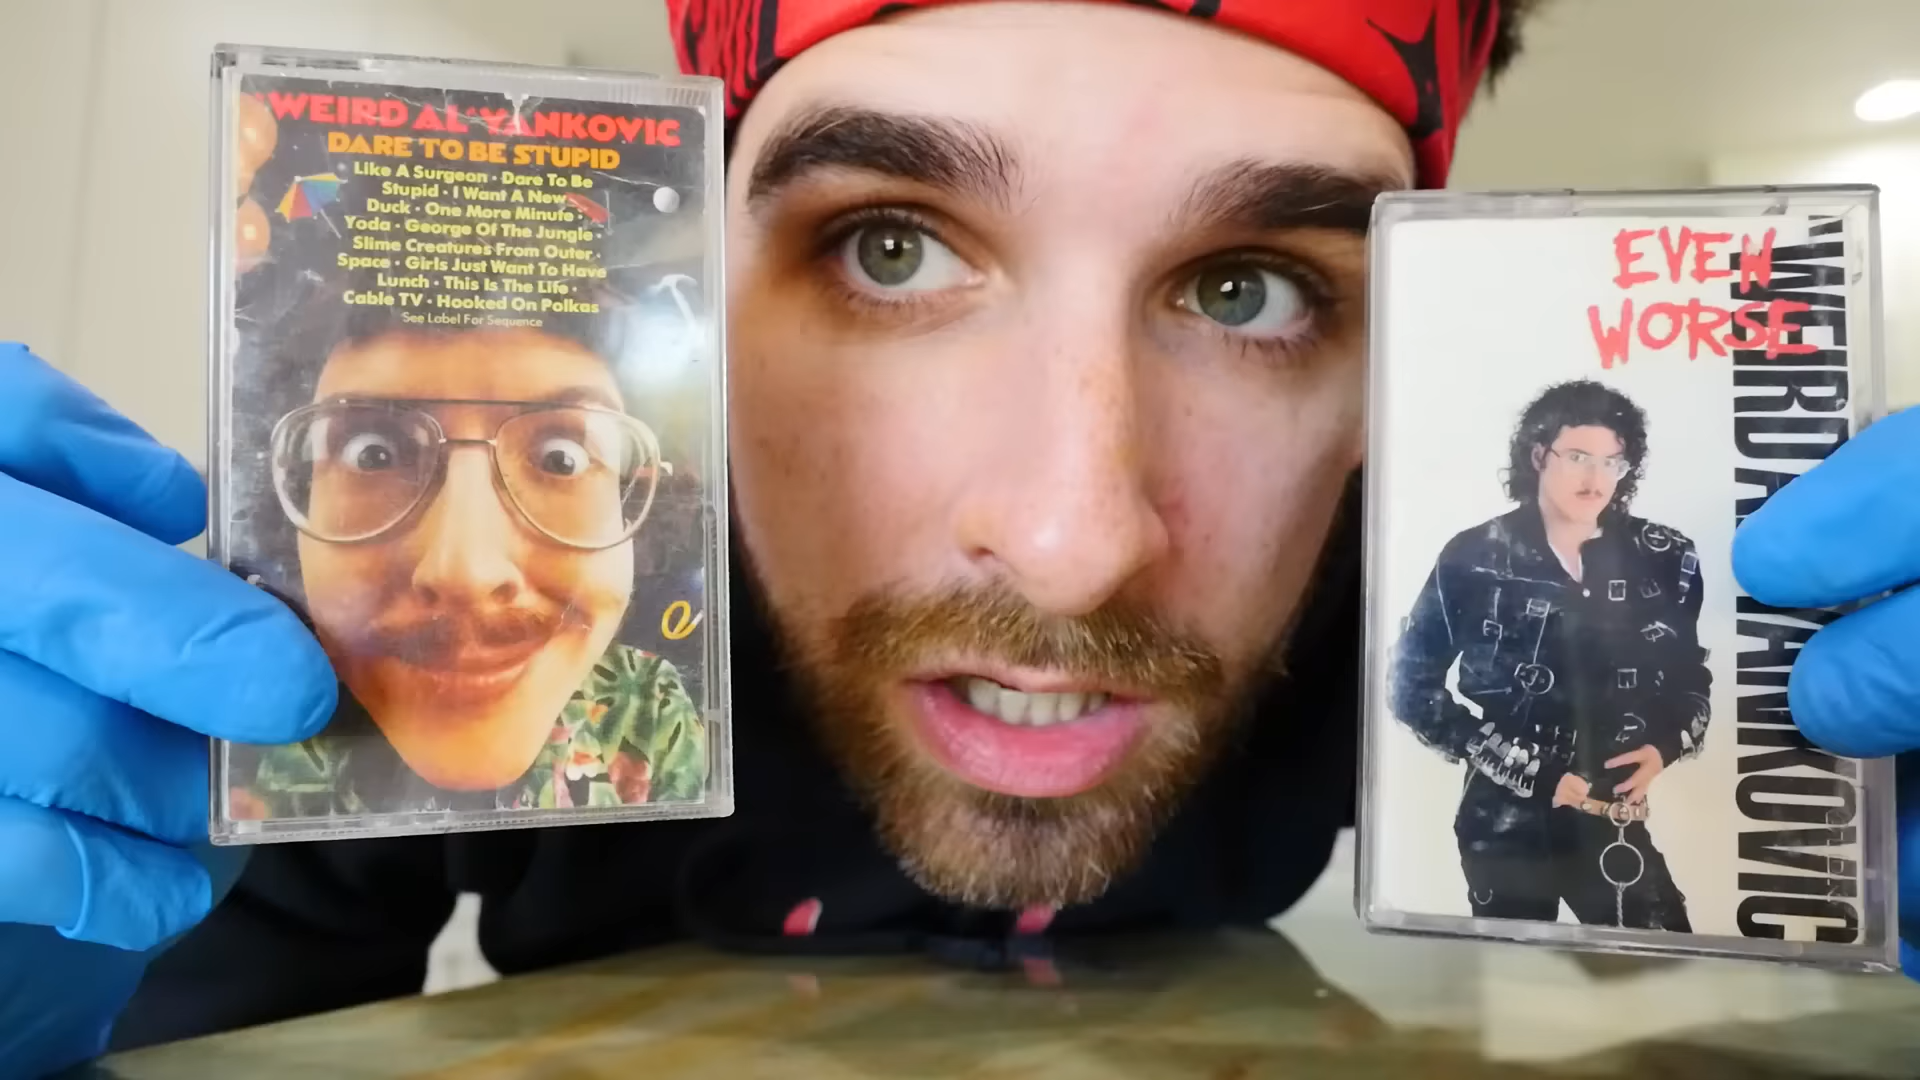 "WEIRD AL" YANKOVIC
DARE TO BE STUPID
Like A Surgeon • Dare To Be
Stupid • I Want A New
Duck • One More Minute •
Yoda • George Of The Jungle •
Slime Creatures From Outer
Space • Girls Just Want To Have
Lunch • This Is The Life •
Cable TV • Hooked On Polkas
See Label For Sequence
EVEN
WORSE
"WEIRD AL" YANKOVIC